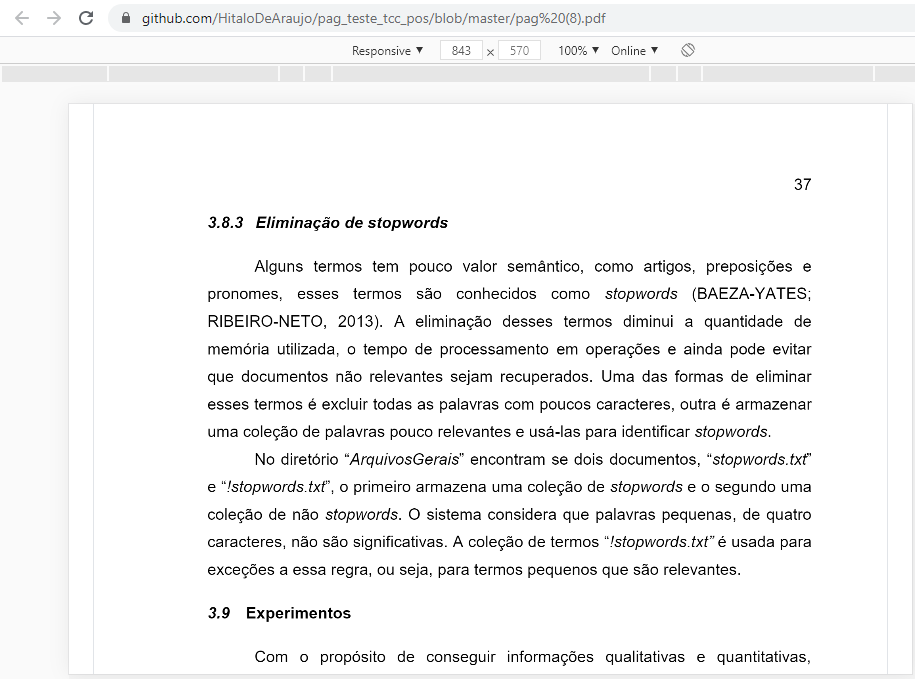 github.com/HitaloDeAraujo/pag_teste_tcc_pos/blob/master/pag%20(8).pdf
Responsive ▼ 843 x 570 100% ▼ Online ▼
37
3.8.3 Eliminação de stopwords
Alguns termos tem pouco valor semântico, como artigos, preposições e
pronomes, esses termos são conhecidos como stopwords (BAEZA-YATES;
RIBEIRO-NETO, 2013). A eliminação desses termos diminui a quantidade de
memória utilizada, o tempo de processamento em operações e ainda pode evitar
que documentos não relevantes sejam recuperados. Uma das formas de eliminar
esses termos é excluir todas as palavras com poucos caracteres, outra é armazenar
uma coleção de palavras pouco relevantes e usá-las para identificar stopwords.
No diretório “ArquivosGerais” encontram se dois documentos, “stopwords.txt”
e “!stopwords.txt”, o primeiro armazena uma coleção de stopwords e o segundo uma
coleção de não stopwords. O sistema considera que palavras pequenas, de quatro
caracteres, não são significativas. A coleção de termos “!stopwords.txt” é usada para
exceções a essa regra, ou seja, para termos pequenos que são relevantes.
3.9 Experimentos
Com o propósito de conseguir informações qualitativas e quantitativas,